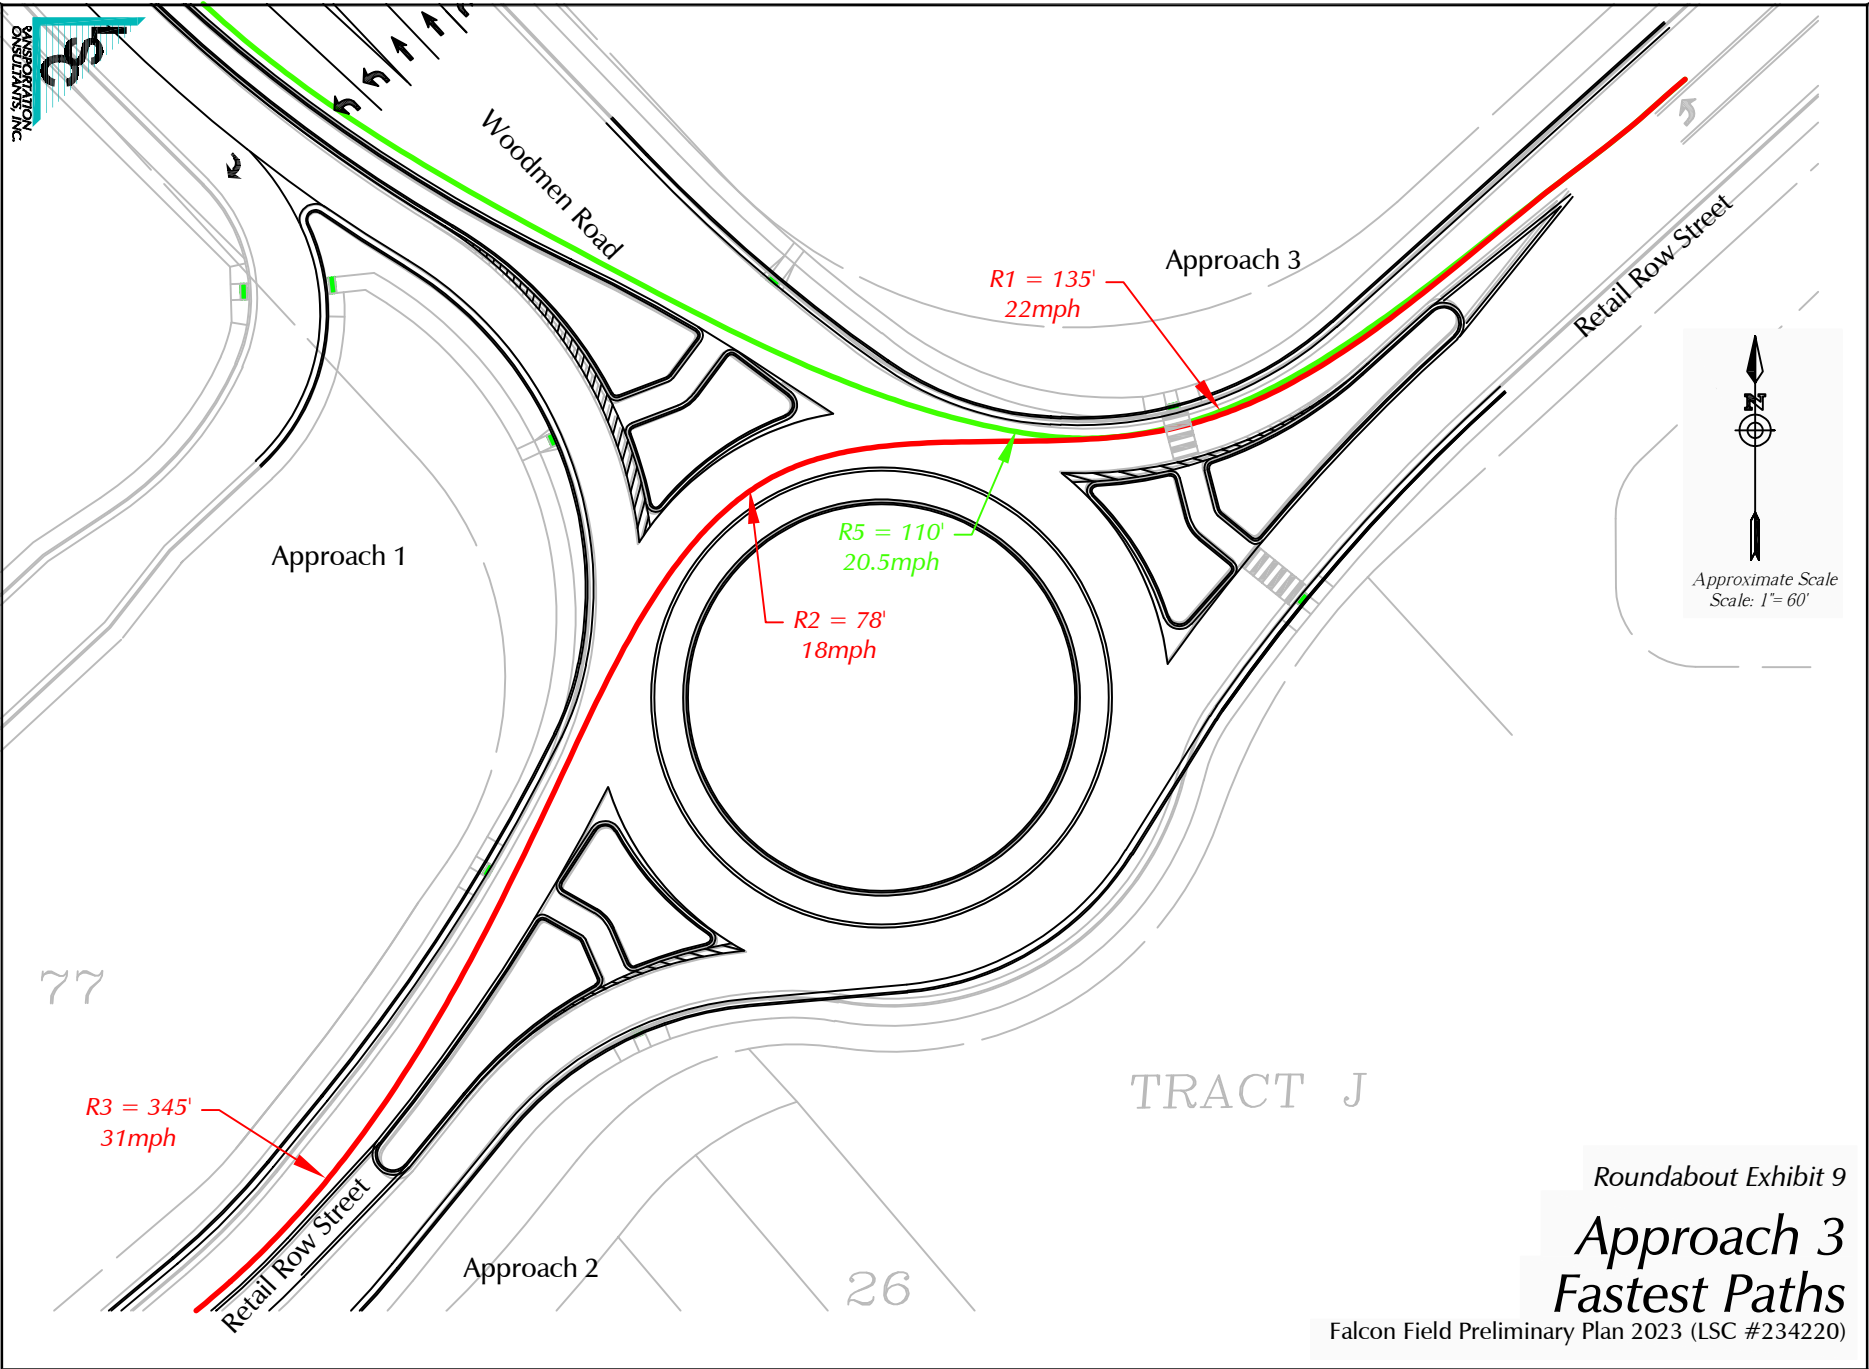 LSC
TRANSPORTATION
CONSULTANTS, INC.
Woodmen Road
Approach 3
R1 = 135'
22mph
Retail Row Street
N
Approximate Scale
Scale: 1"= 60'
R5 = 110'
20.5mph
Approach 1
R2 = 78'
18mph
77
TRACT J
R3 = 345'
31mph
Retail Row Street
Approach 2
26
Roundabout Exhibit 9
Approach 3
Fastest Paths
Falcon Field Preliminary Plan 2023 (LSC #234220)